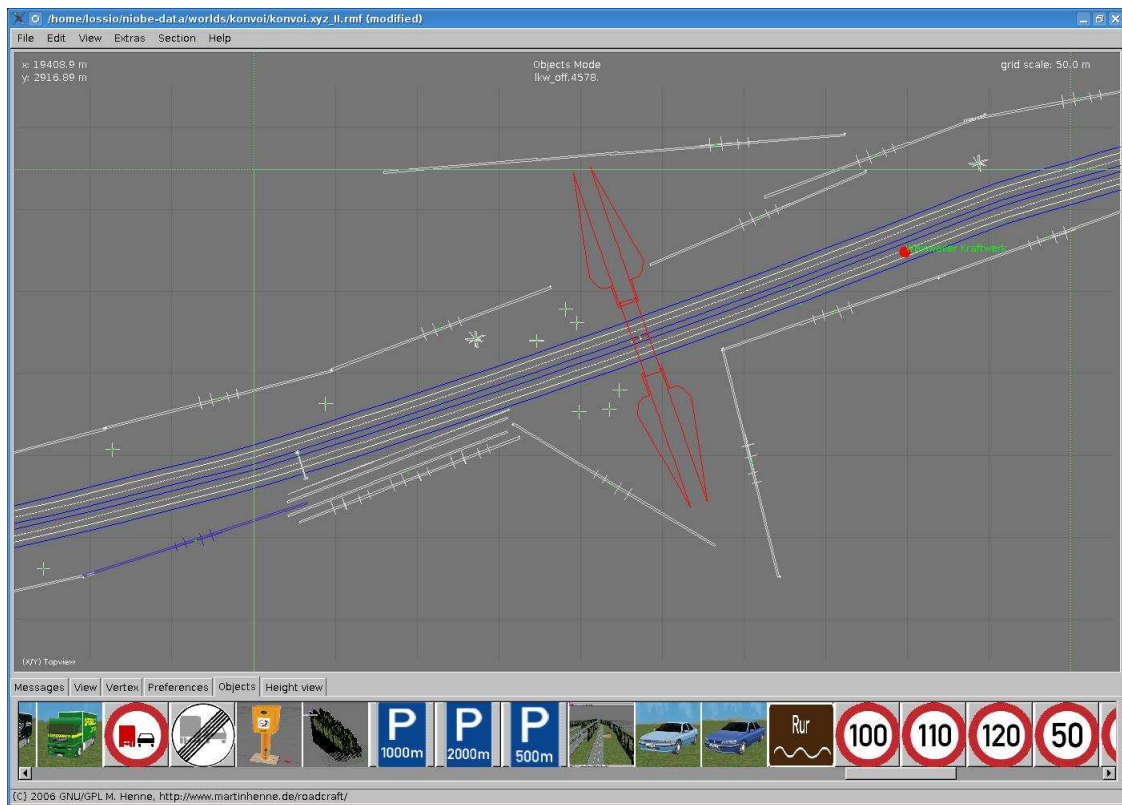 /home/lossio/niobe-data/worlds/konvoi/konvoi.xyz_II.rmf (modified)
File Edit View Extras Section Help
x: 19408.9 m
y: 2916.89 m
Objects Mode
lkw_off.4578.
grid scale: 50.0 m
Kraftwerk
(X/Y) Topview
Messages View Vertex Preferences Objects Height view
P 1000m
P 2000m
P 500m
Rur
100
110
120
50
(C) 2006 GNU/GPL M. Henne, http://www.martinhenne.de/roadcraft/